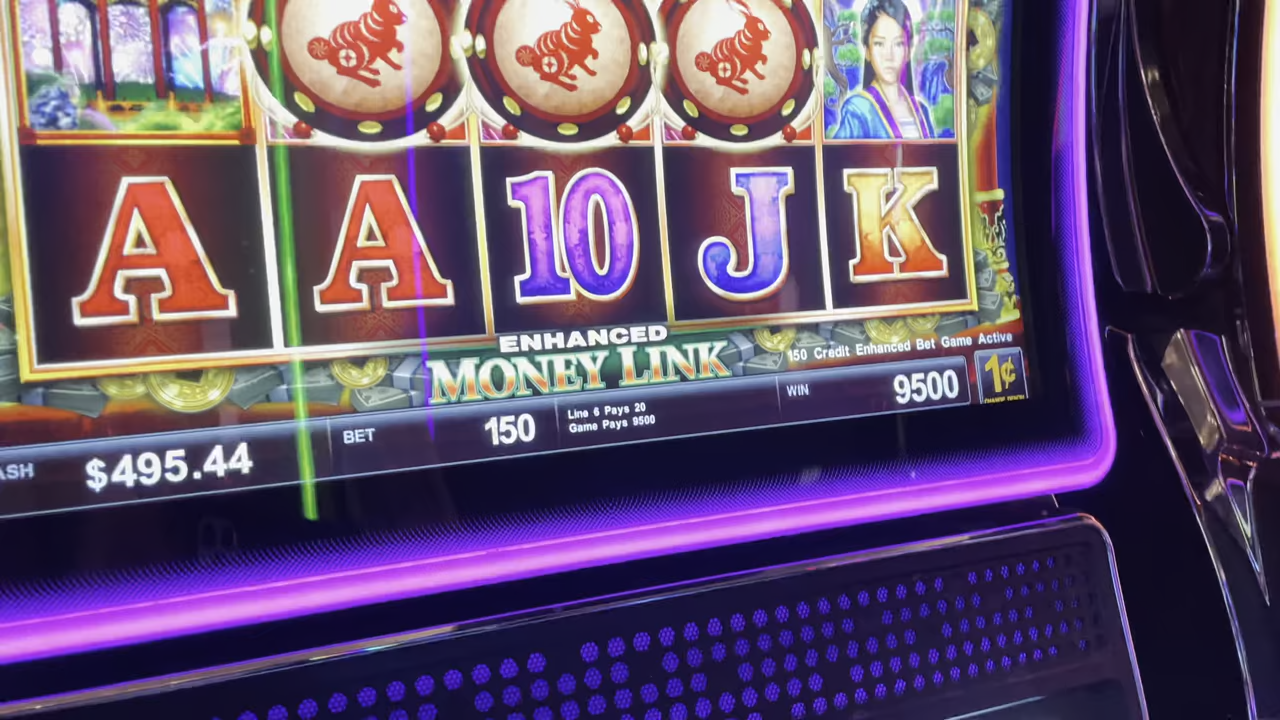 A A 10 J K
ENHANCED
MONEY LINK
150 Credit Enhanced Bet Game Active
ASH $495.44
BET 150
Line 6 Pays 20
Game Pays 9500
WIN 9500
1¢